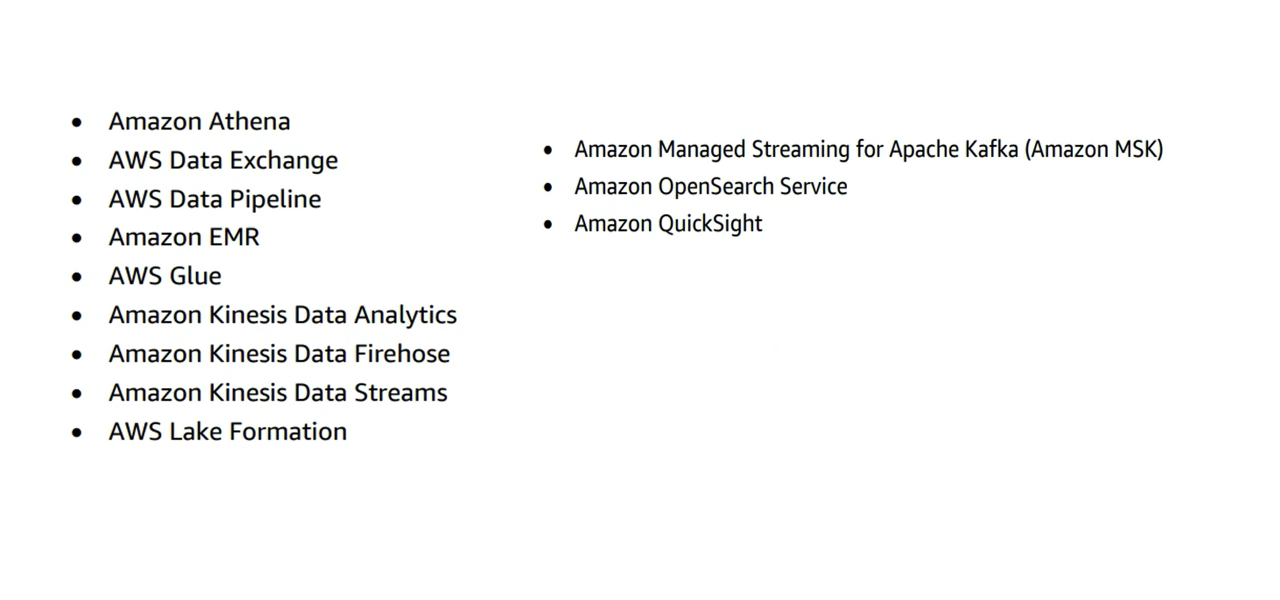 • Amazon Athena
• AWS Data Exchange
• AWS Data Pipeline
• Amazon EMR
• AWS Glue
• Amazon Kinesis Data Analytics
• Amazon Kinesis Data Firehose
• Amazon Kinesis Data Streams
• AWS Lake Formation
• Amazon Managed Streaming for Apache Kafka (Amazon MSK)
• Amazon OpenSearch Service
• Amazon QuickSight